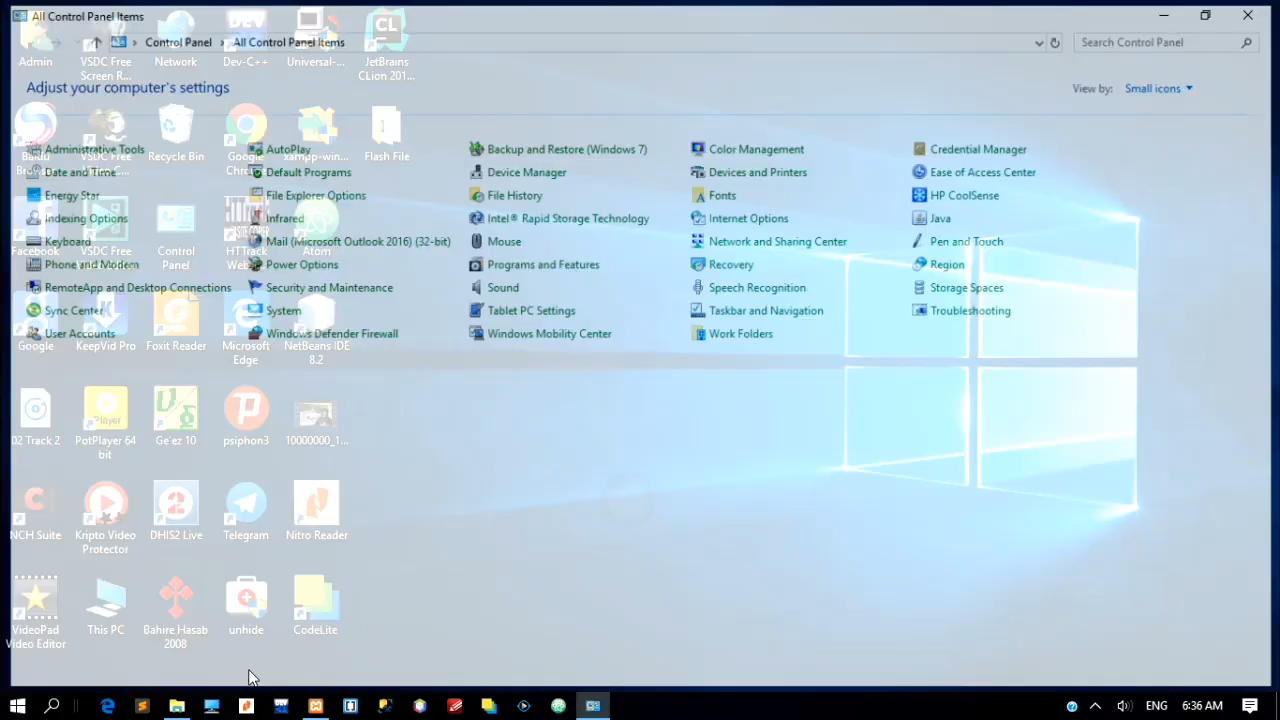 All Control Panel Items
Control Panel > All Control Panel Items
Search Control Panel
Adjust your computer's settings
View by: Small icons
Administrative Tools
AutoPlay
Backup and Restore (Windows 7)
Color Management
Credential Manager
Date and Time
Default Programs
Device Manager
Devices and Printers
Ease of Access Center
Energy Star
File Explorer Options
File History
Fonts
HP CoolSense
Indexing Options
Infrared
Intel® Rapid Storage Technology
Internet Options
Java
Keyboard
Mail (Microsoft Outlook 2016) (32-bit)
Mouse
Network and Sharing Center
Pen and Touch
Phone and Modem
Power Options
Programs and Features
Recovery
Region
RemoteApp and Desktop Connections
Security and Maintenance
Sound
Speech Recognition
Storage Spaces
Sync Center
System
Tablet PC Settings
Taskbar and Navigation
Troubleshooting
User Accounts
Windows Defender Firewall
Windows Mobility Center
Work Folders
Admin
VSDC Free
Screen R...
Network
DEV
Dev-C++
Universal-...
CL
JetBrains
CLion 201...
Baidu
VSDC Free
Recycle Bin
Google
xampp-win...
Flash File
Facebook
VSDC Free
Control
Panel
HTTrack
Atom
Google
KeepVid Pro
Foxit Reader
Microsoft
Edge
NetBeans IDE
8.2
02 Track 2
Player
PotPlayer 64
bit
Ge'ez 10
psiphon3
10000000_1...
NCH Suite
Kripto Video
Protector
2
DHIS2 Live
Telegram
Nitro Reader
VideoPad
Video Editor
This PC
Bahire Hasab
2008
unhide
CodeLite
ENG
6:36 AM